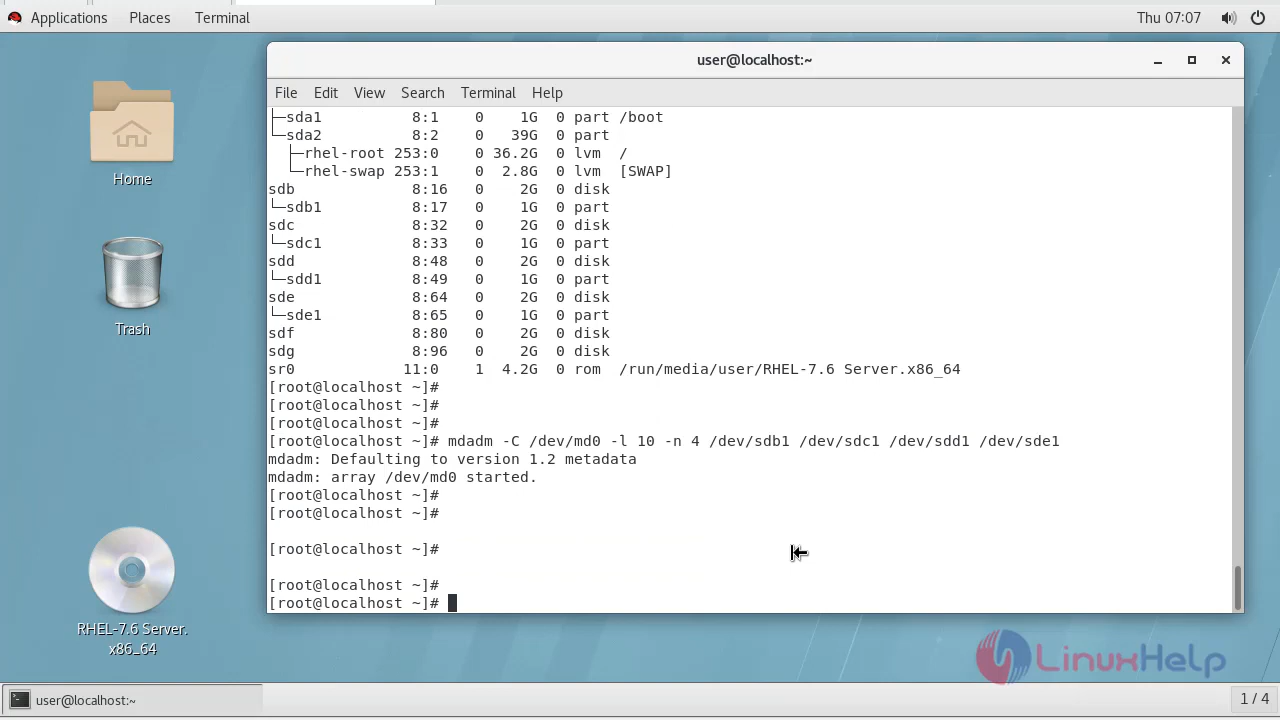 Applications Places Terminal Thu 07:07
user@localhost:~
File Edit View Search Terminal Help
├─sda1 8:1 0 1G 0 part /boot
└─sda2 8:2 0 39G 0 part
├─rhel-root 253:0 0 36.2G 0 lvm /
└─rhel-swap 253:1 0 2.8G 0 lvm [SWAP]
sdb 8:16 0 2G 0 disk
└─sdb1 8:17 0 1G 0 part
sdc 8:32 0 2G 0 disk
└─sdc1 8:33 0 1G 0 part
sdd 8:48 0 2G 0 disk
└─sdd1 8:49 0 1G 0 part
sde 8:64 0 2G 0 disk
└─sde1 8:65 0 1G 0 part
sdf 8:80 0 2G 0 disk
sdg 8:96 0 2G 0 disk
sr0 11:0 1 4.2G 0 rom /run/media/user/RHEL-7.6 Server.x86_64
[root@localhost ~]#
[root@localhost ~]#
[root@localhost ~]#
[root@localhost ~]# mdadm -C /dev/md0 -l 10 -n 4 /dev/sdb1 /dev/sdc1 /dev/sdd1 /dev/sde1
mdadm: Defaulting to version 1.2 metadata
mdadm: array /dev/md0 started.
[root@localhost ~]#
[root@localhost ~]#
[root@localhost ~]#
[root@localhost ~]#
[root@localhost ~]#
Home
Trash
RHEL-7.6 Server.
x86_64
LinuxHelp
user@localhost:~ 1 / 4